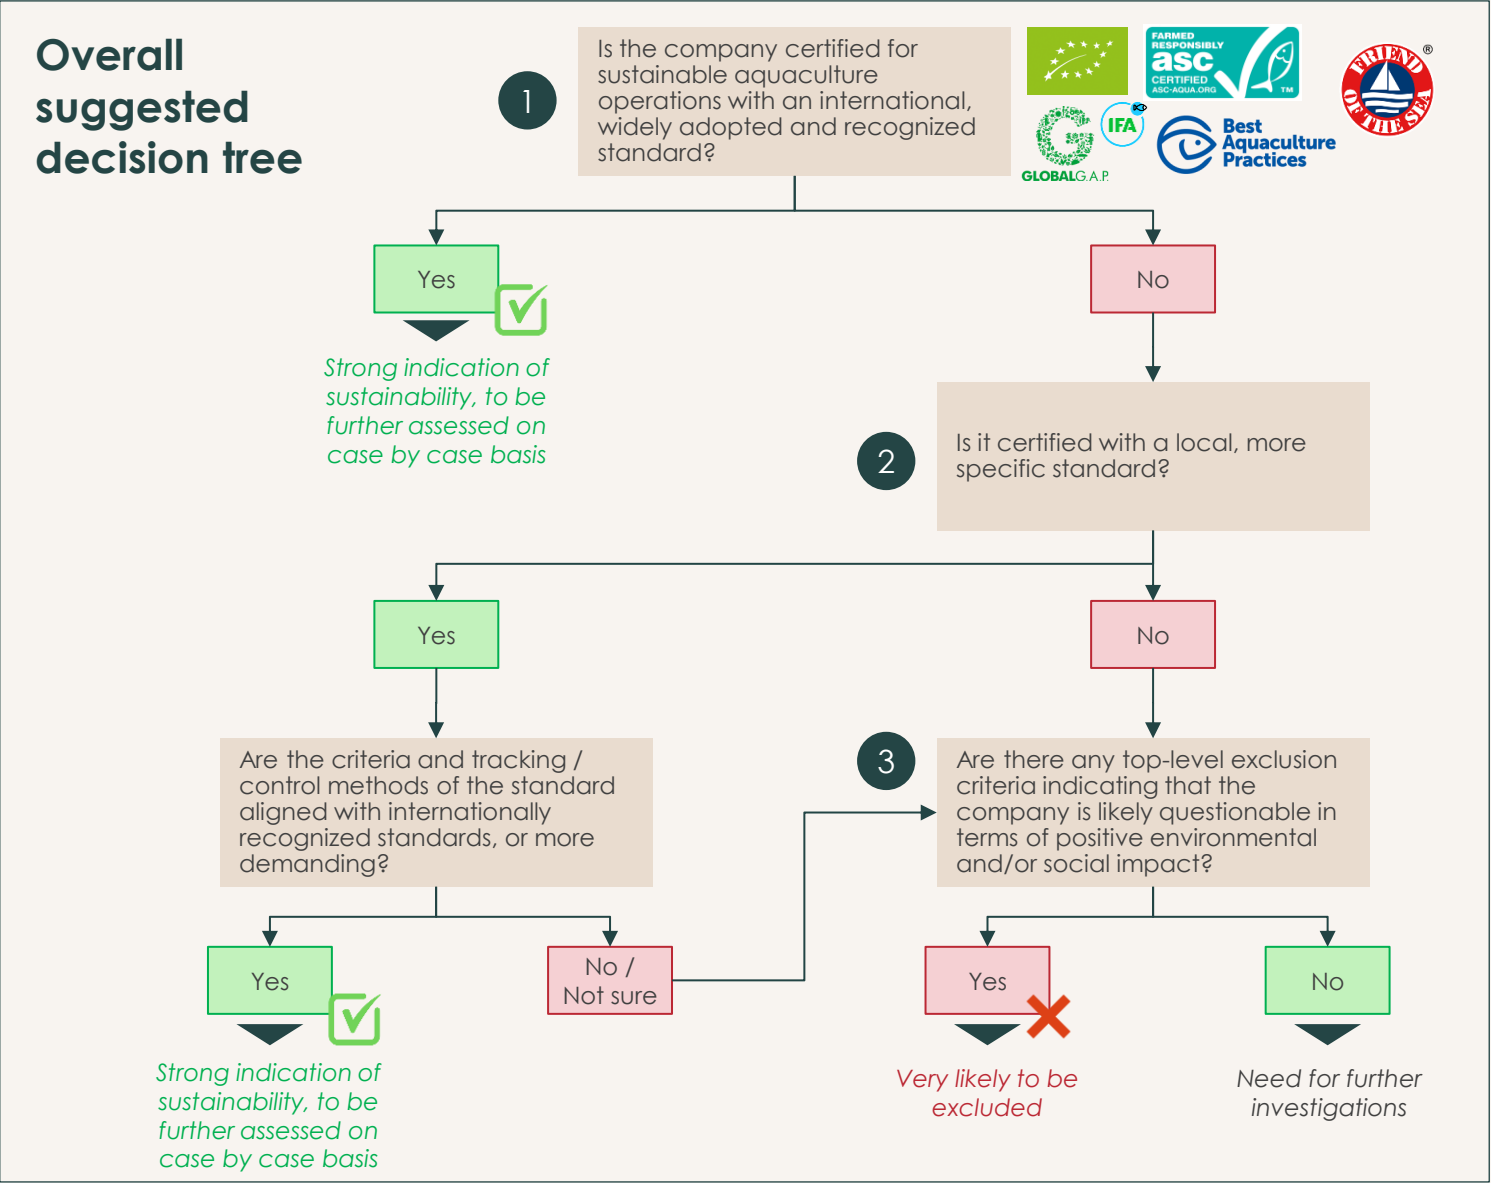 Overall
suggested
decision tree
1
Is the company certified for
sustainable aquaculture
operations with an international,
widely adopted and recognized
standard?
FARMED
RESPONSIBLY
asc
CERTIFIED
ASC-AQUA.ORG
TM
FRIEND
OF THE SEA
®
IFA
GLOBALG.A.P.
Best
Aquaculture
Practices
Yes
No
Strong indication of
sustainability, to be
further assessed on
case by case basis
2
Is it certified with a local, more
specific standard?
Yes
No
Are the criteria and tracking /
control methods of the standard
aligned with internationally
recognized standards, or more
demanding?
3
Are there any top-level exclusion
criteria indicating that the
company is likely questionable in
terms of positive environmental
and/or social impact?
Yes
No /
Not sure
Yes
No
Strong indication of
sustainability, to be
further assessed on
case by case basis
Very likely to be
excluded
Need for further
investigations